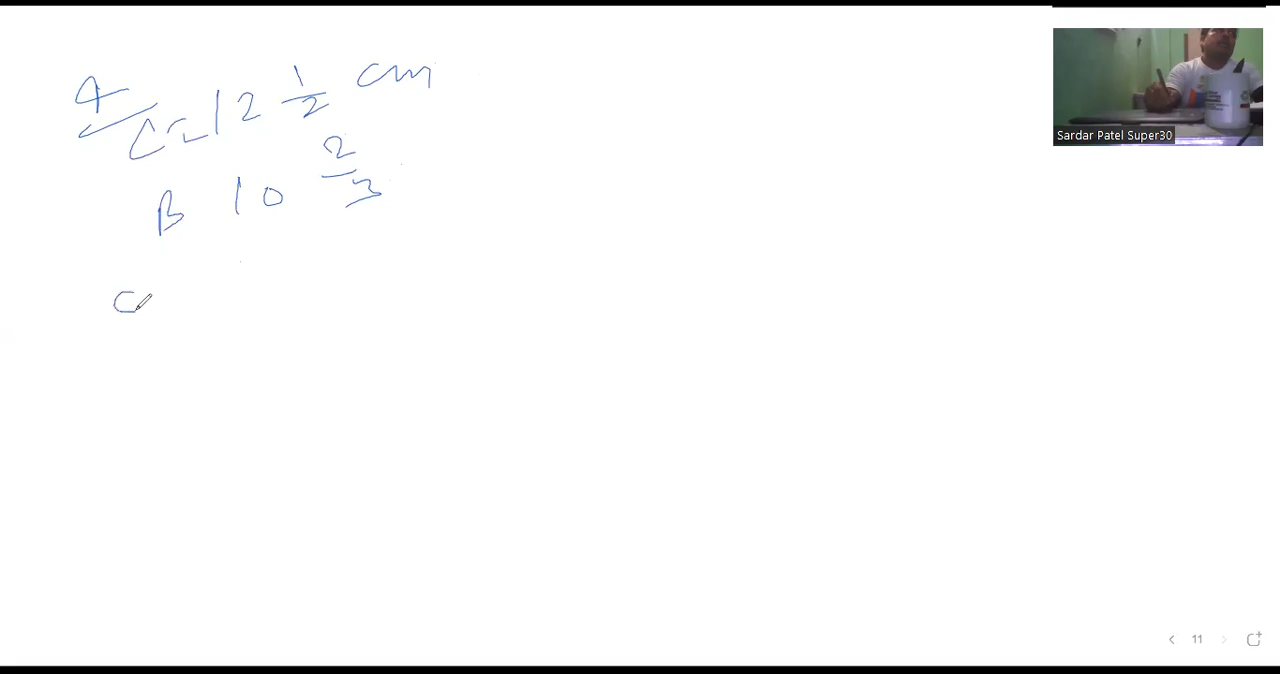 4/ L = 12 1/2 cm
B 10 2/3
C
Sardar Patel Super30
11